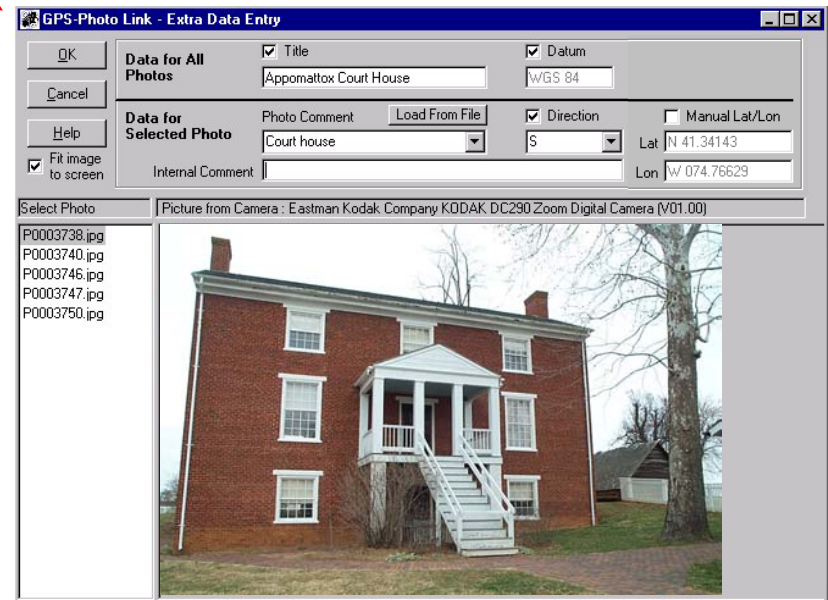 GPS-Photo Link - Extra Data Entry
OK
Cancel
Help
Fit image
to screen
Data for All
Photos
Title
Appomattox Court House
Datum
WGS 84
Data for
Selected Photo
Photo Comment
Load From File
Court house
Direction
S
Manual Lat/Lon
Lat N 41.34143
Internal Comment
Lon W 074.76629
Select Photo
Picture from Camera : Eastman Kodak Company KODAK DC290 Zoom Digital Camera (V01.00)
P0003738.jpg
P0003740.jpg
P0003746.jpg
P0003747.jpg
P0003750.jpg